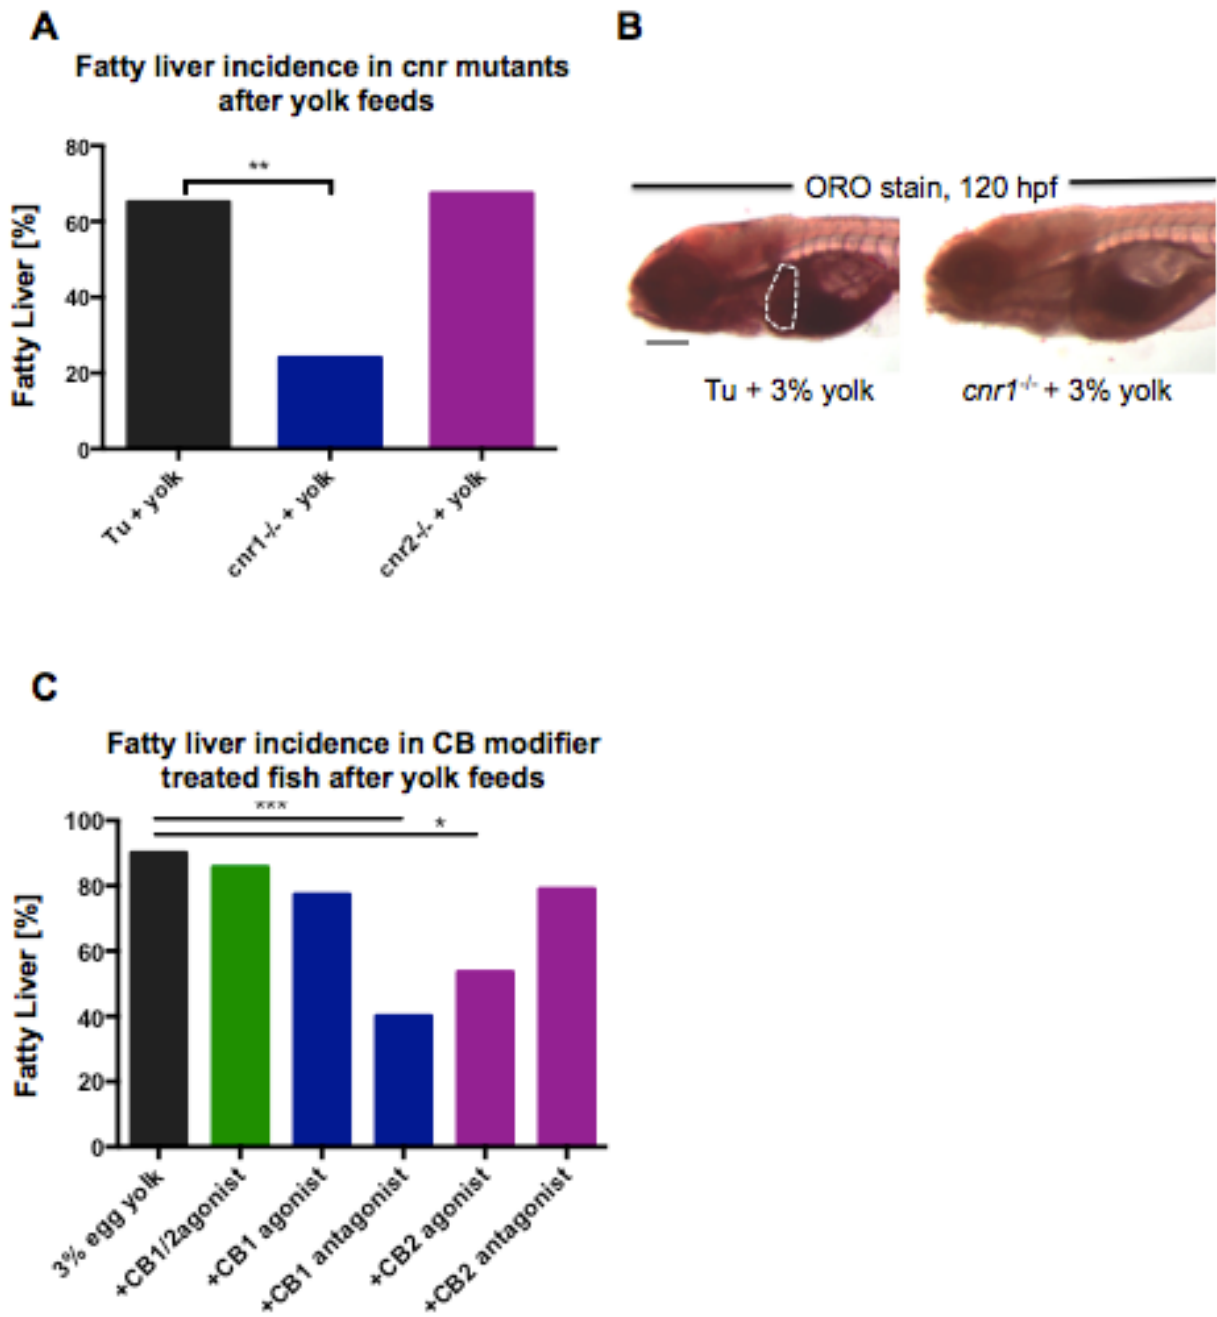 A
Fatty liver incidence in cnr mutants
after yolk feeds
**
Fatty Liver [%]
80
60
40
20
0
Tu + yolk
cnr1-/- + yolk
cnr2-/- + yolk
B
ORO stain, 120 hpf
Tu + 3% yolk
cnr1-/- + 3% yolk
C
Fatty liver incidence in CB modifier
treated fish after yolk feeds
***
*
Fatty Liver [%]
100
80
60
40
20
0
3% egg yolk
+CB1/2agonist
+CB1 agonist
+CB1 antagonist
+CB2 agonist
+CB2 antagonist